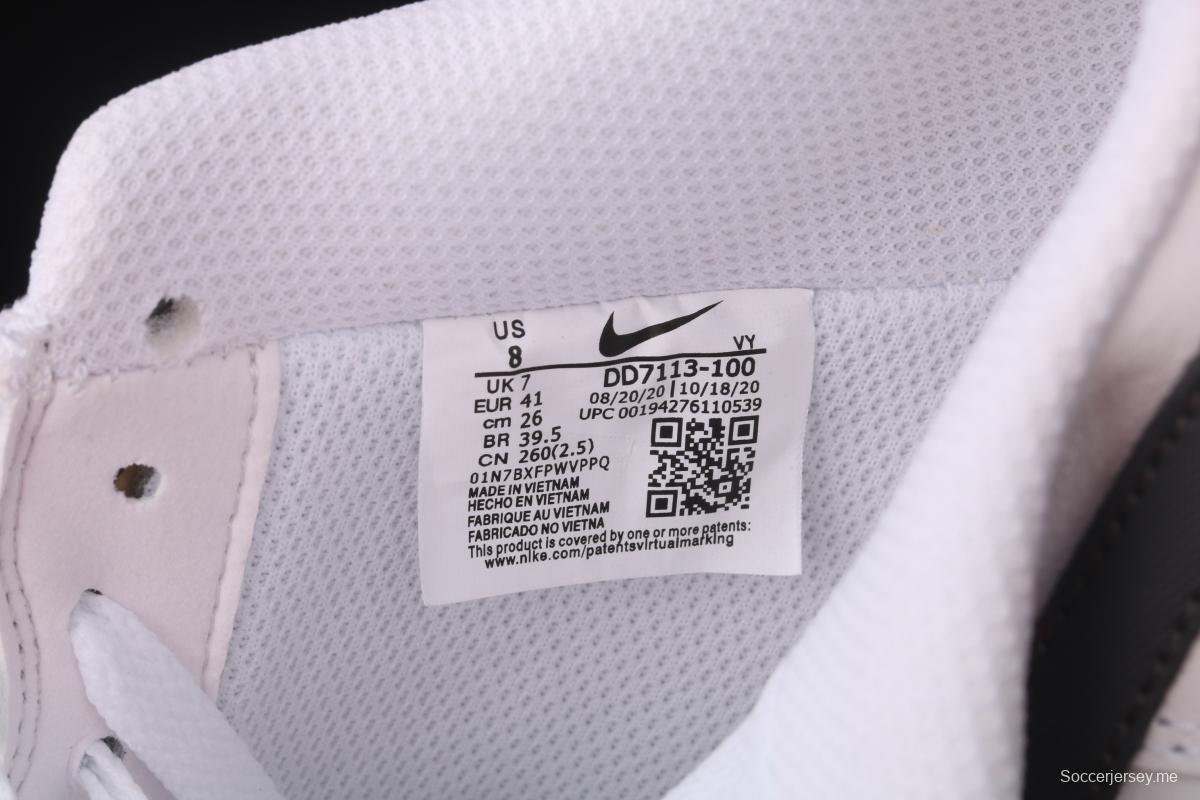 US
8
VY
UK 7
DD7113-100
EUR 41
08/20/20 | 10/18/20
cm 26
UPC 00194276110539
BR 39.5
CN 260(2.5)
01N7BXFPWVPPQ
MADE IN VIETNAM
HECHO EN VIETNAM
FABRIQUE AU VIETNAM
FABRICADO NO VIETNA
This product is covered by one or more patents:
www.nike.com/patentsvirtualmarking
Soccerjersey.me